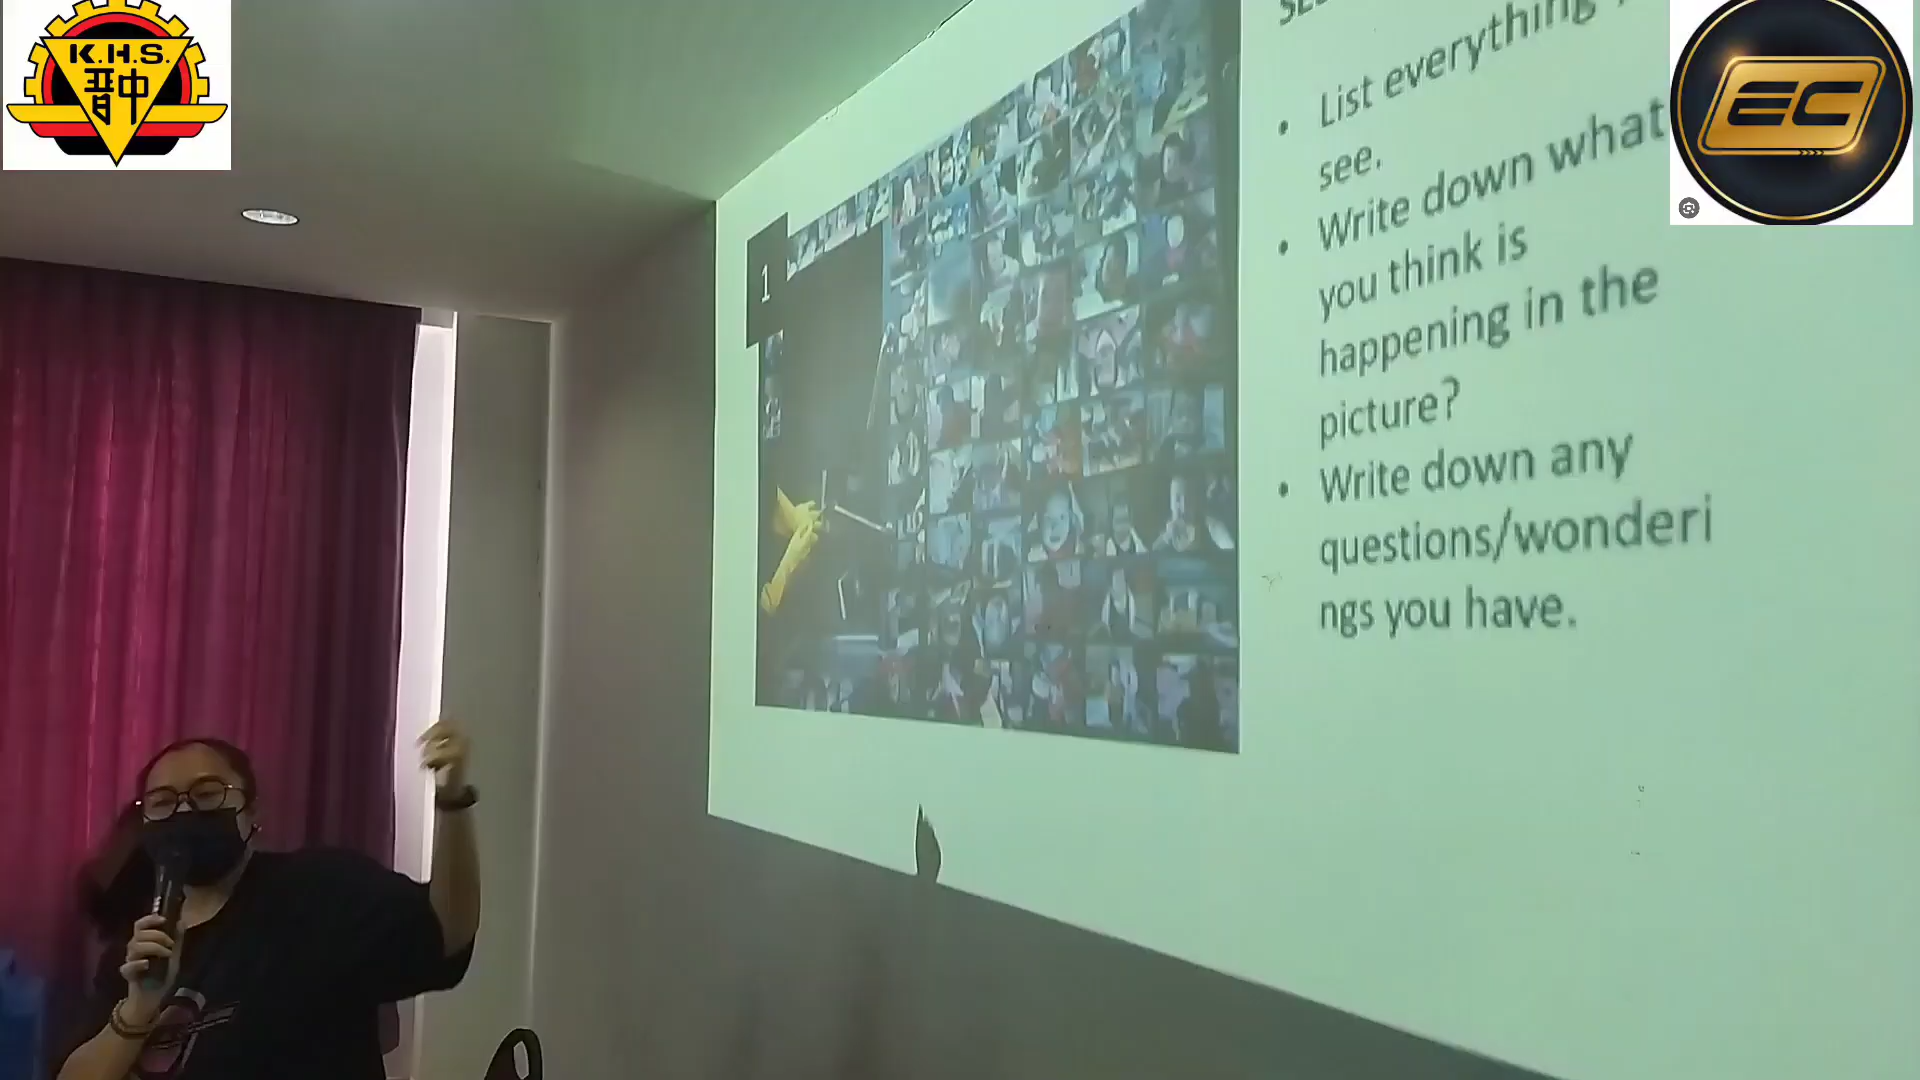 K.H.S.
晋中
EC
1
List everything
see.
Write down what
you think is
happening in the
picture?
Write down any
questions/wonderi
ngs you have.